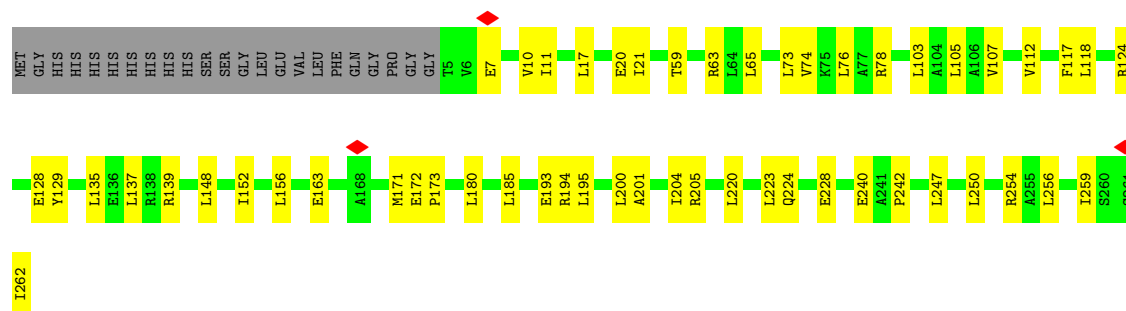 MET GLY HIS HIS HIS HIS HIS HIS HIS HIS HIS HIS SER SER GLY LEU GLU VAL LEU PHE GLN GLY PRO GLY GLY T5 V6 E7 V10 I11 L17 E20 I21 T59 R63 L64 L65 L73 V74 K75 L76 A77 R78 L103 A104 L105 A106 V107 V112 F117 L118 R124
E128 Y129 L135 E136 L137 R138 R139 L148 I152 L156 E163 A168 M171 E172 P173 L180 L185 E193 R194 L195 L200 A201 I204 R205 L220 L223 Q224 E228 E240 A241 P242 L247 L250 R254 A255 L256 I259 S260
I262